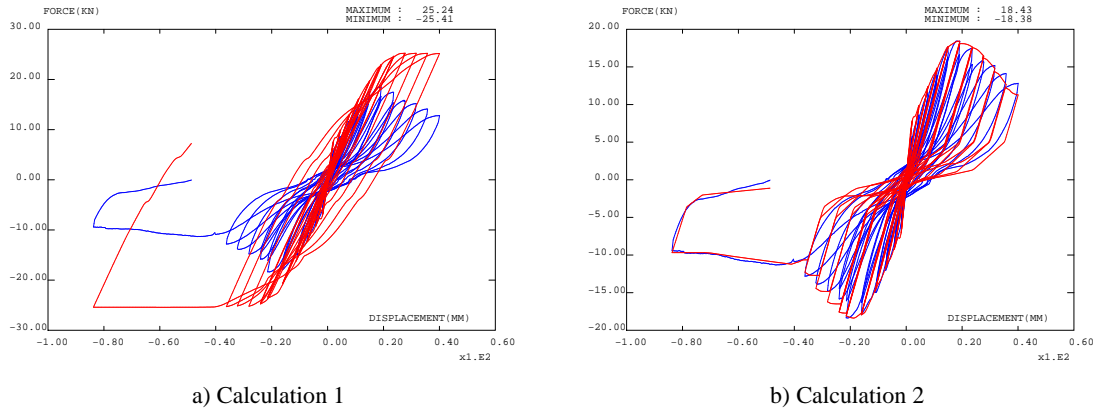 FORCE(KN)
MAXIMUM : 25.24
MINIMUM : -25.41
30.00
20.00
10.00
0.00
-10.00
-20.00
-30.00
DISPLACEMENT(MM)
-1.00 -0.80 -0.60 -0.40 -0.20 0.00 0.20 0.40 0.60
x1.E2
a) Calculation 1
FORCE(KN)
MAXIMUM : 18.43
MINIMUM : -18.38
20.00
15.00
10.00
5.00
0.00
-5.00
-10.00
-15.00
-20.00
DISPLACEMENT(MM)
-1.00 -0.80 -0.60 -0.40 -0.20 0.00 0.20 0.40 0.60
x1.E2
b) Calculation 2